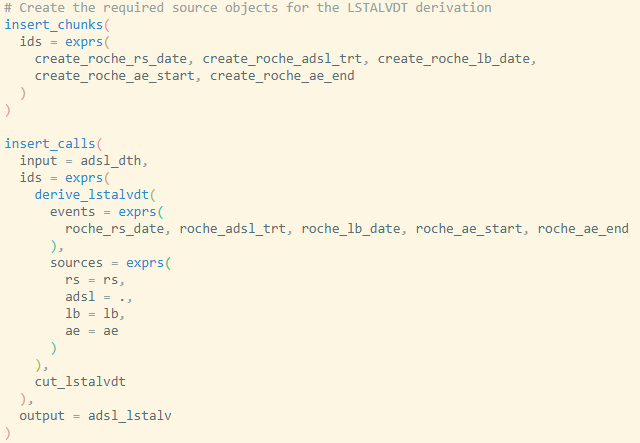 # Create the required source objects for the LSTALVDT derivation
insert_chunks(
  ids = exprs(
    create_roche_rs_date, create_roche_adsl_trt, create_roche_lb_date,
    create_roche_ae_start, create_roche_ae_end
  )
)

insert_calls(
  input = adsl_dth,
  ids = exprs(
    derive_lstalvdt(
      events = exprs(
        roche_rs_date, roche_adsl_trt, roche_lb_date, roche_ae_start, roche_ae_end
      ),
      sources = exprs(
        rs = rs,
        adsl = .,
        lb = lb,
        ae = ae
      )
    ),
    cut_lstalvdt
  ),
  output = adsl_lstalv
)